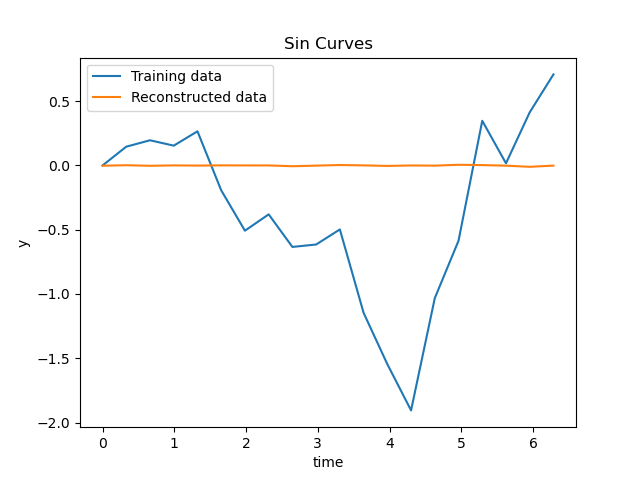 Sin Curves
Training data
Reconstructed data
0.5
0.0
−0.5
−1.0
−1.5
−2.0
y
0 1 2 3 4 5 6
time